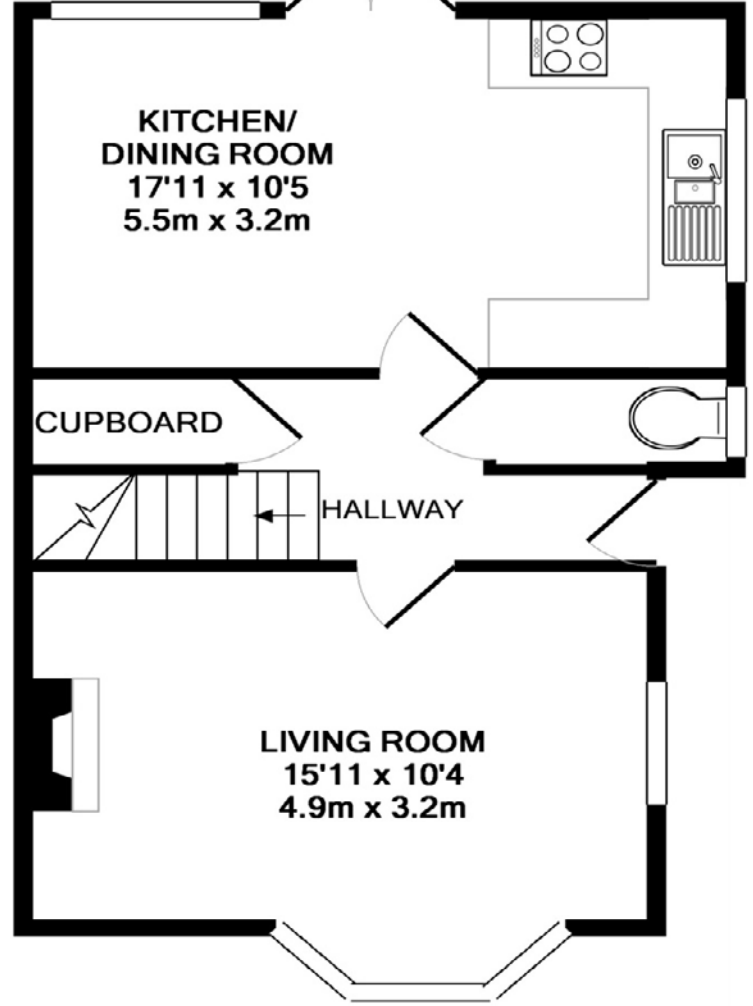 KITCHEN/
DINING ROOM
17'11 x 10'5
5.5m x 3.2m
CUPBOARD
HALLWAY
LIVING ROOM
15'11 x 10'4
4.9m x 3.2m